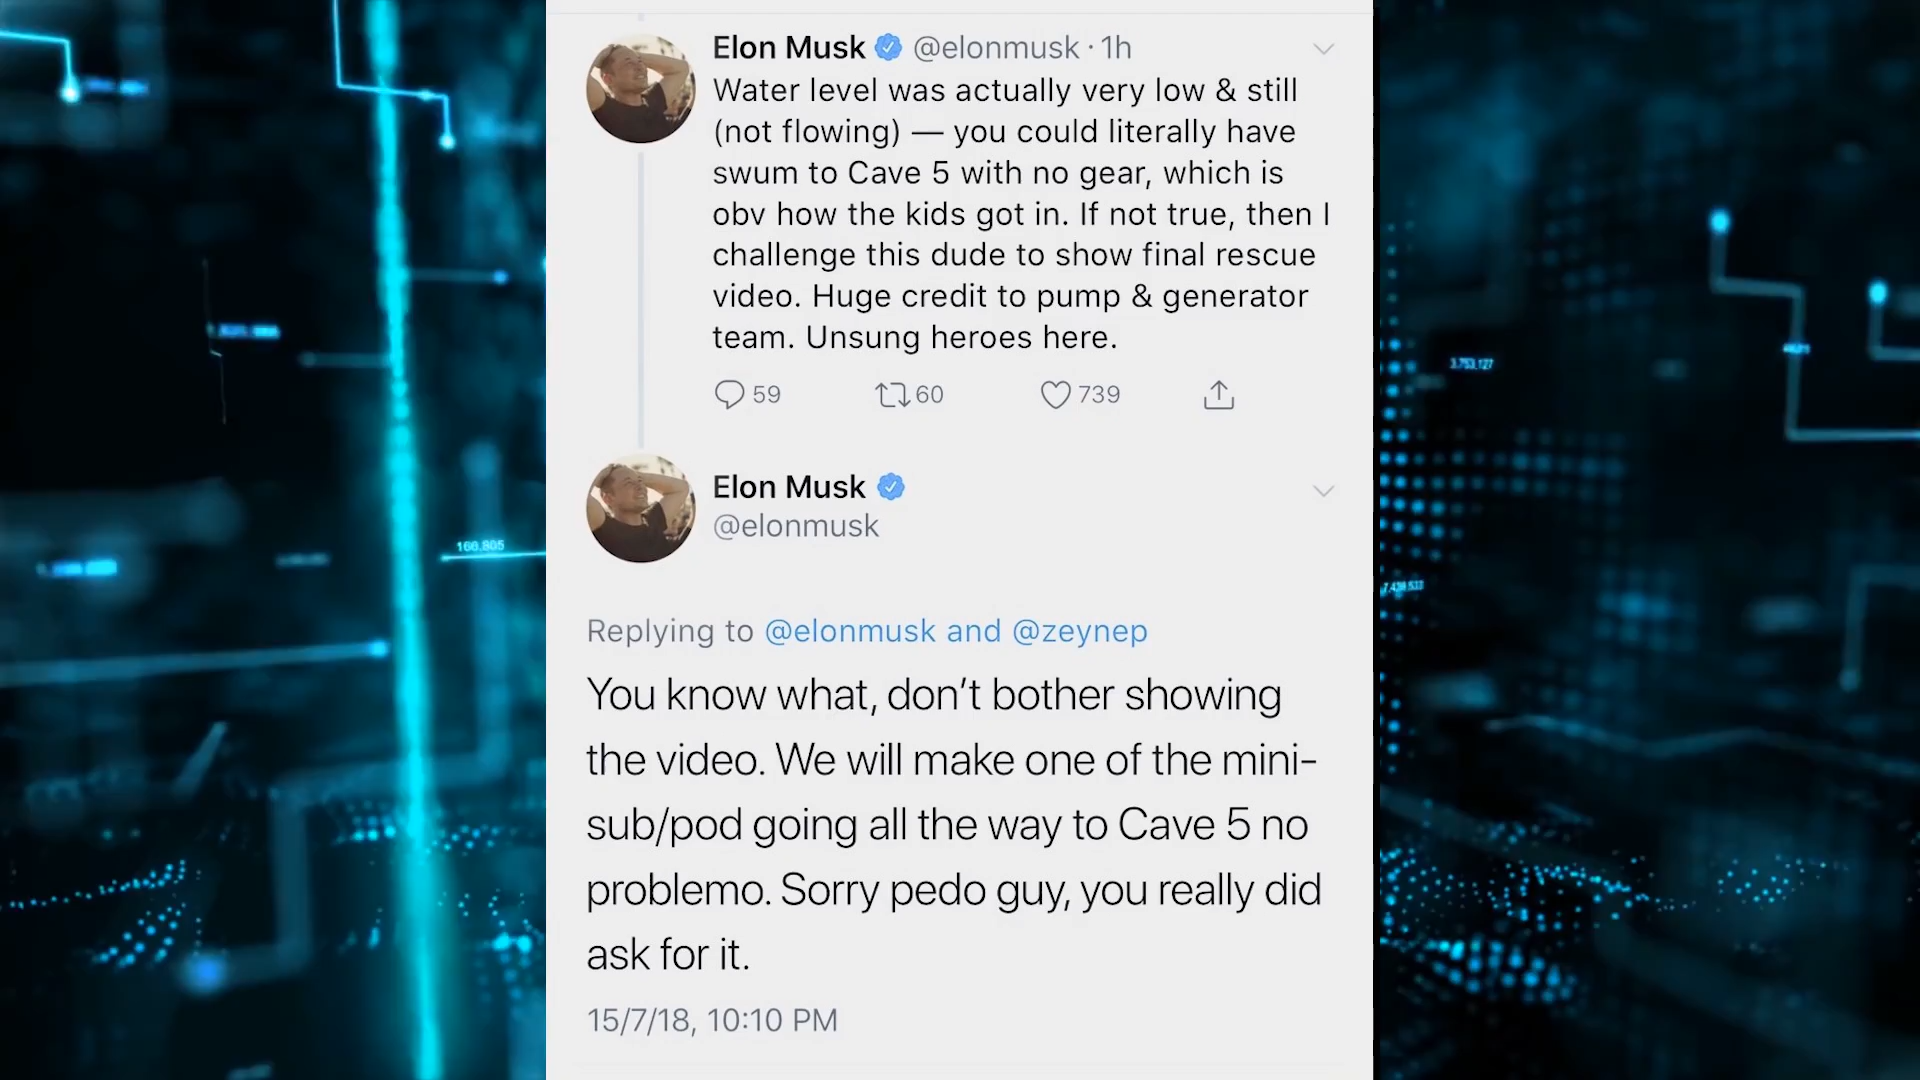 Elon Musk @elonmusk · 1h
Water level was actually very low & still
(not flowing) — you could literally have
swum to Cave 5 with no gear, which is
obv how the kids got in. If not true, then I
challenge this dude to show final rescue
video. Huge credit to pump & generator
team. Unsung heroes here.
59 60 739
Elon Musk
@elonmusk
Replying to @elonmusk and @zeynep
You know what, don't bother showing
the video. We will make one of the mini-
sub/pod going all the way to Cave 5 no
problemo. Sorry pedo guy, you really did
ask for it.
15/7/18, 10:10 PM
166.805
3.753.127